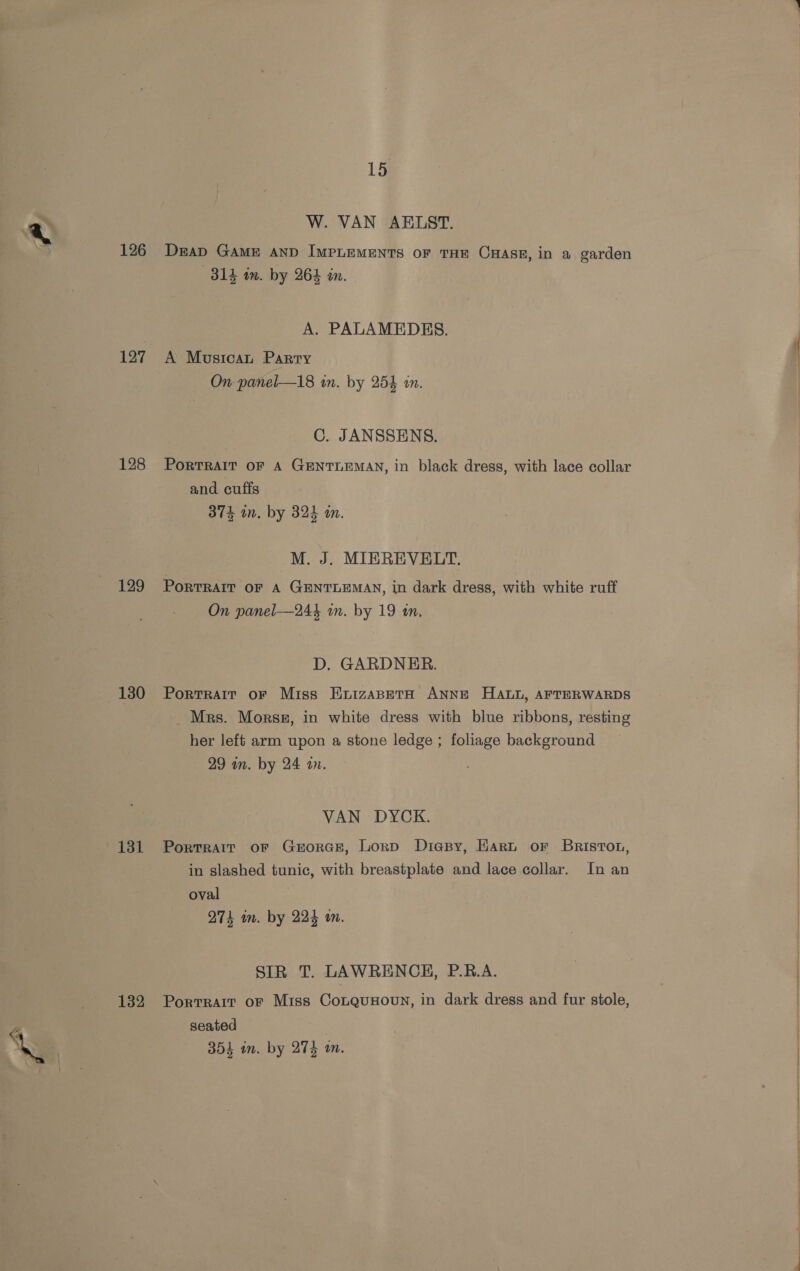 15
W. VAN AELST.
126 Dead Game and Implements of the Chase, in a garden
31½ in. by 26½ in.
A. PALAMEDES.
127 A Musical Party
On panel—18 in. by 25½ in.
C. JANSSENS.
128 Portrait of a Gentleman, in black dress, with lace collar
and cuffs
37½ in. by 32½ in.
M. J. MIEREVELT.
129 Portrait of a Gentleman, in dark dress, with white ruff
On panel—24½ in. by 19 in.
D. GARDNER.
130 Portrait of Miss Elizabeth Anne Hall, afterwards
Mrs. Morse, in white dress with blue ribbons, resting
her left arm upon a stone ledge; foliage background
29 in. by 24 in.
VAN DYCK.
131 Portrait of George, Lord Digby, Earl of Bristol,
in slashed tunic, with breastplate and lace collar. In an
oval
27½ in. by 22½ in.
SIR T. LAWRENCE, P.R.A.
132 Portrait of Miss Colquhoun, in dark dress and fur stole,
seated
35½ in. by 27½ in.